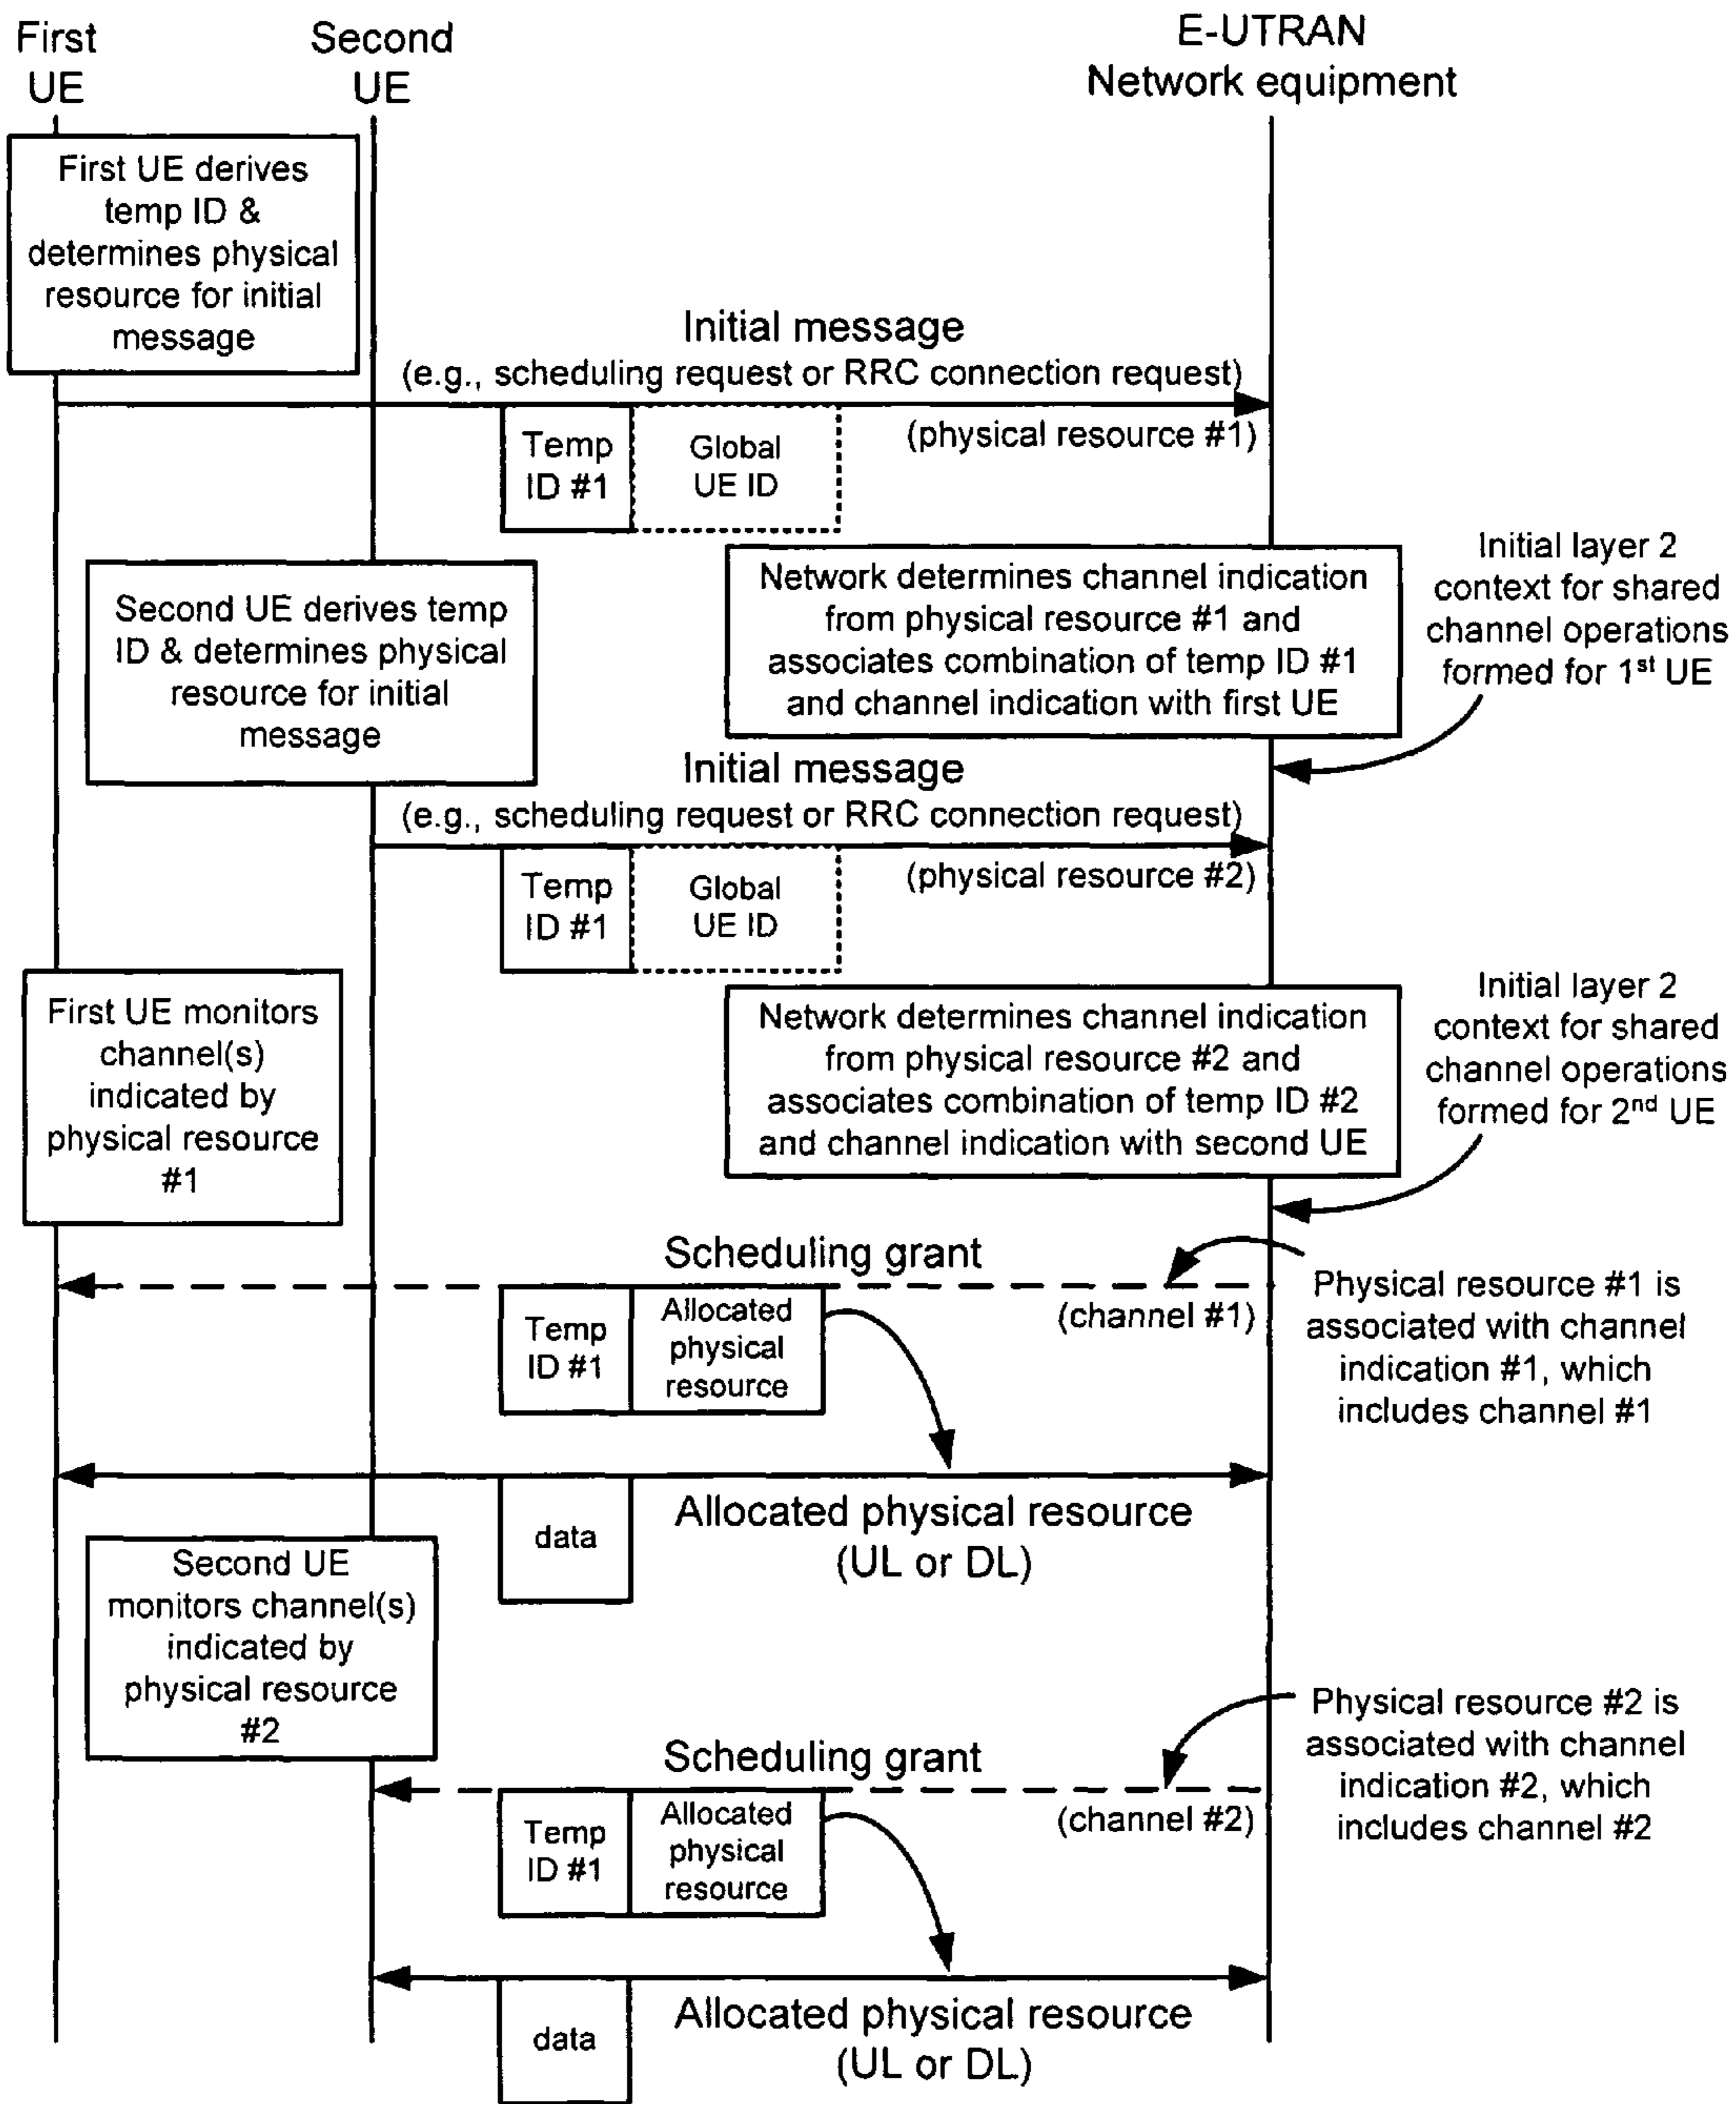 First
UE
Second
UE
E-UTRAN
Network equipment
First UE derives
temp ID &
determines physical
resource for initial
message
Initial message
(e.g., scheduling request or RRC connection request)
(physical resource #1)
Temp
ID #1
Global
UE ID
Network determines channel indication
from physical resource #1 and
associates combination of temp ID #1
and channel indication with first UE
Initial layer 2
context for shared
channel operations
formed for 1st UE
Second UE derives temp
ID & determines physical
resource for initial
message
Initial message
(e.g., scheduling request or RRC connection request)
(physical resource #2)
Temp
ID #1
Global
UE ID
First UE monitors
channel(s)
indicated by
physical resource
#1
Network determines channel indication
from physical resource #2 and
associates combination of temp ID #2
and channel indication with second UE
Initial layer 2
context for shared
channel operations
formed for 2nd UE
Scheduling grant
(channel #1)
Temp
ID #1
Allocated
physical
resource
Physical resource #1 is
associated with channel
indication #1, which
includes channel #1
data
Allocated physical resource
(UL or DL)
Second UE
monitors channel(s)
indicated by
physical resource
#2
Scheduling grant
(channel #2)
Temp
ID #1
Allocated
physical
resource
Physical resource #2 is
associated with channel
indication #2, which
includes channel #2
data
Allocated physical resource
(UL or DL)